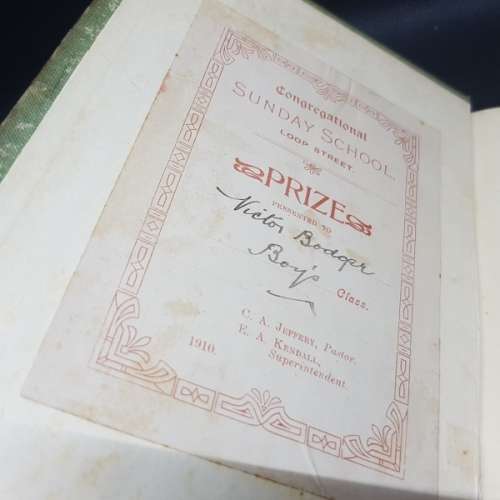 Congregational
SUNDAY SCHOOL,
LOOP STREET.
PRIZE
PRESENTED TO
Victor Bodger
Boys
Class.
C. A. JEFFERY, Pastor.
E. A. KENDALL,
Superintendent.
1910.